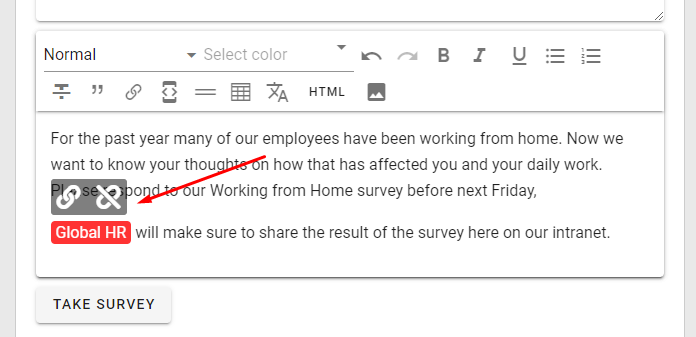 Normal Select color
HTML
For the past year many of our employees have been working from home. Now we
want to know your thoughts on how that has affected you and your daily work.
Please respond to our Working from Home survey before next Friday,
Global HR will make sure to share the result of the survey here on our intranet.
TAKE SURVEY